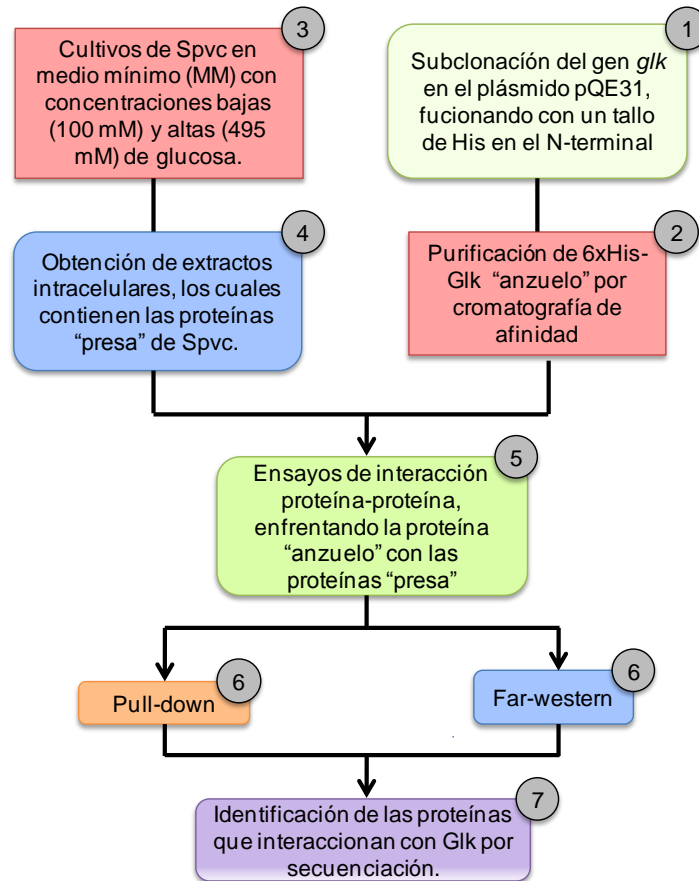 3
Cultivos de Spvc en
medio mínimo (MM) con
concentraciones bajas
(100 mM) y altas (495
mM) de glucosa.
1
Subclonación del gen glk
en el plásmido pQE31,
fucionando con un tallo
de His en el N-terminal
4
Obtención de extractos
intracelulares, los cuales
contienen las proteínas
“presa” de Spvc.
2
Purificación de 6xHis-
Glk “anzuelo” por
cromatografía de
afinidad
5
Ensayos de interacción
proteína-proteína,
enfrentando la proteína
“anzuelo” con las
proteínas “presa”
6
Pull-down
6
Far-western
7
Identificación de las proteínas
que interaccionan con Glk por
secuenciación.